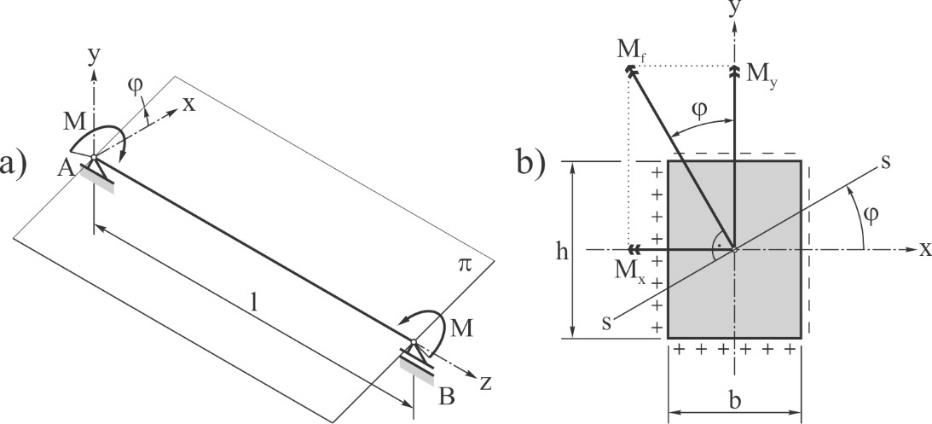 a)
y
φ
x
M
A
π
l
M
z
B
b)
y
M_f
M_y
φ
− − − − − −
s
φ
h
x
M_x
s
+ + + + + +
b